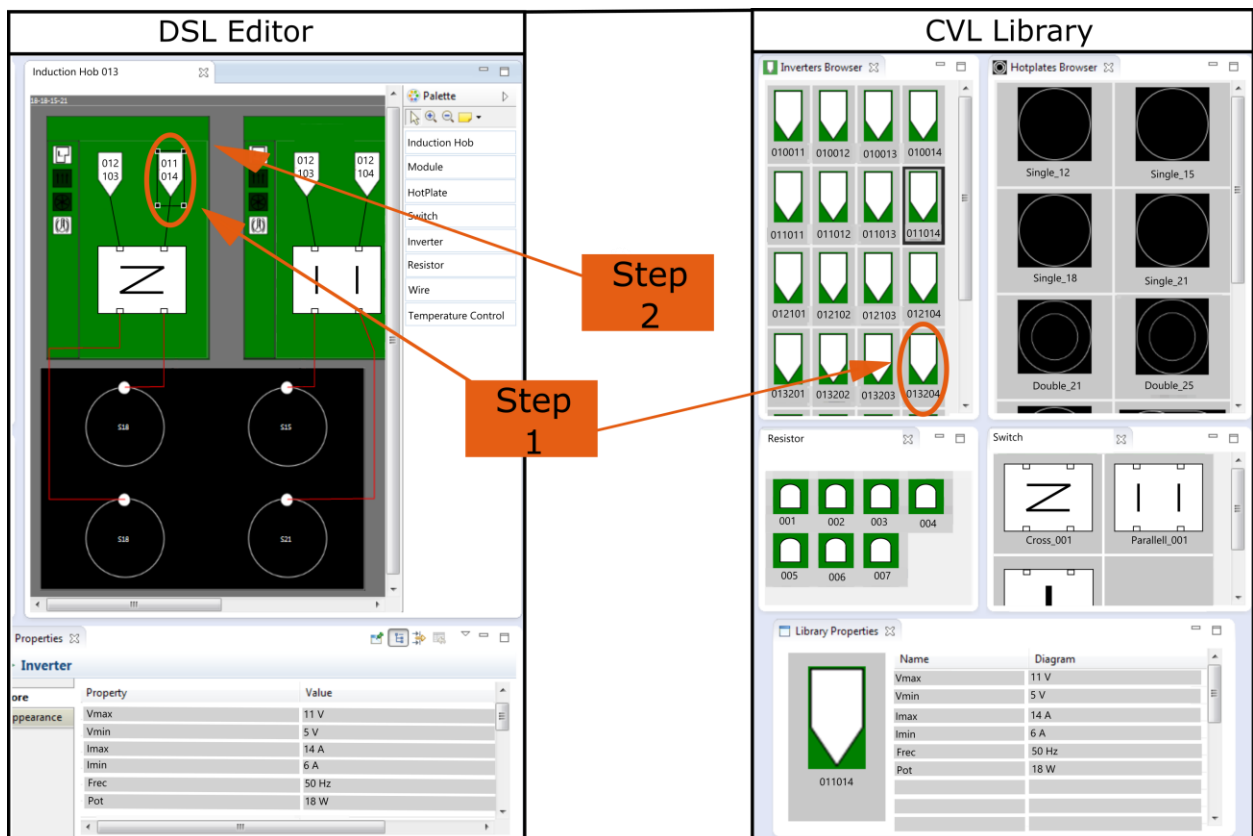 DSL Editor
CVL Library
Induction Hob 013
18-18-15-21
Palette
Induction Hob
Module
HotPlate
Switch
Inverter
Resistor
Wire
Temperature Control
012
103
011
014
012
103
012
104
S18
S15
S18
S21
Step
2
Step
1
Properties
Inverter
ore
ppearance
Property Value
Vmax 11 V
Vmin 5 V
Imax 14 A
Imin 6 A
Frec 50 Hz
Pot 18 W
Inverters Browser
010011 010012 010013 010014
011011 011012 011013 011014
012101 012102 012103 012104
013201 013202 013203 013204
Hotplates Browser
Single_12 Single_15
Single_18 Single_21
Double_21 Double_25
Resistor
001 002 003 004
005 006 007
Switch
Cross_001 Parallell_001
Library Properties
011014
Name Diagram
Vmax 11 V
Vmin 5 V
Imax 14 A
Imin 6 A
Frec 50 Hz
Pot 18 W